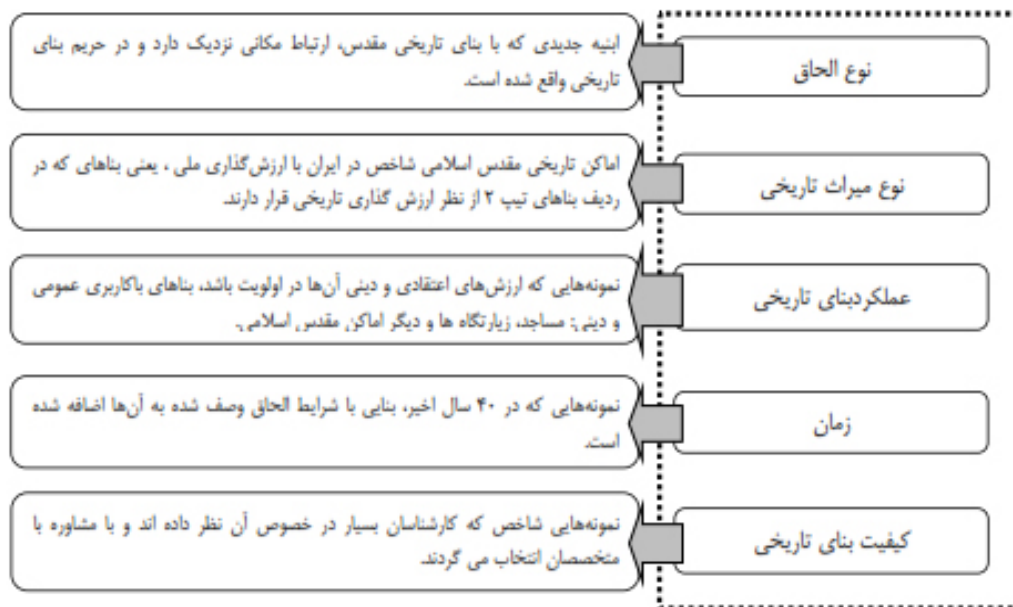 نوع الحاق
ابنیه جدیدی که با بنای تاریخی مقدس، ارتباط مکانی نزدیک دارد و در حریم بنای
تاریخی واقع شده است.
نوع میراث تاریخی
اماکن تاریخی مقدس اسلامی شاخص در ایران با ارزش‌گذاری ملی ، یعنی بناهای که در
ردیف بناهای تیپ ۲ از نظر ارزش گذاری تاریخی قرار دارند.
عملکردبنای تاریخی
نمونه‌هایی که ارزش‌های اعتقادی و دینی آن‌ها در اولویت باشد، بناهای باکاربری عمومی
و دینی: مساجد، زیارتگاه ها و دیگر اماکن مقدس اسلامی.
زمان
نمونه‌هایی که در ۴۰ سال اخیر، بنایی با شرایط الحاق وصف شده به آن‌ها اضافه شده
است.
کیفیت بنای تاریخی
نمونه‌هایی شاخص که کارشناسان بسیار در خصوص آن نظر داده اند و با مشاوره با
متخصصان انتخاب می گردند.